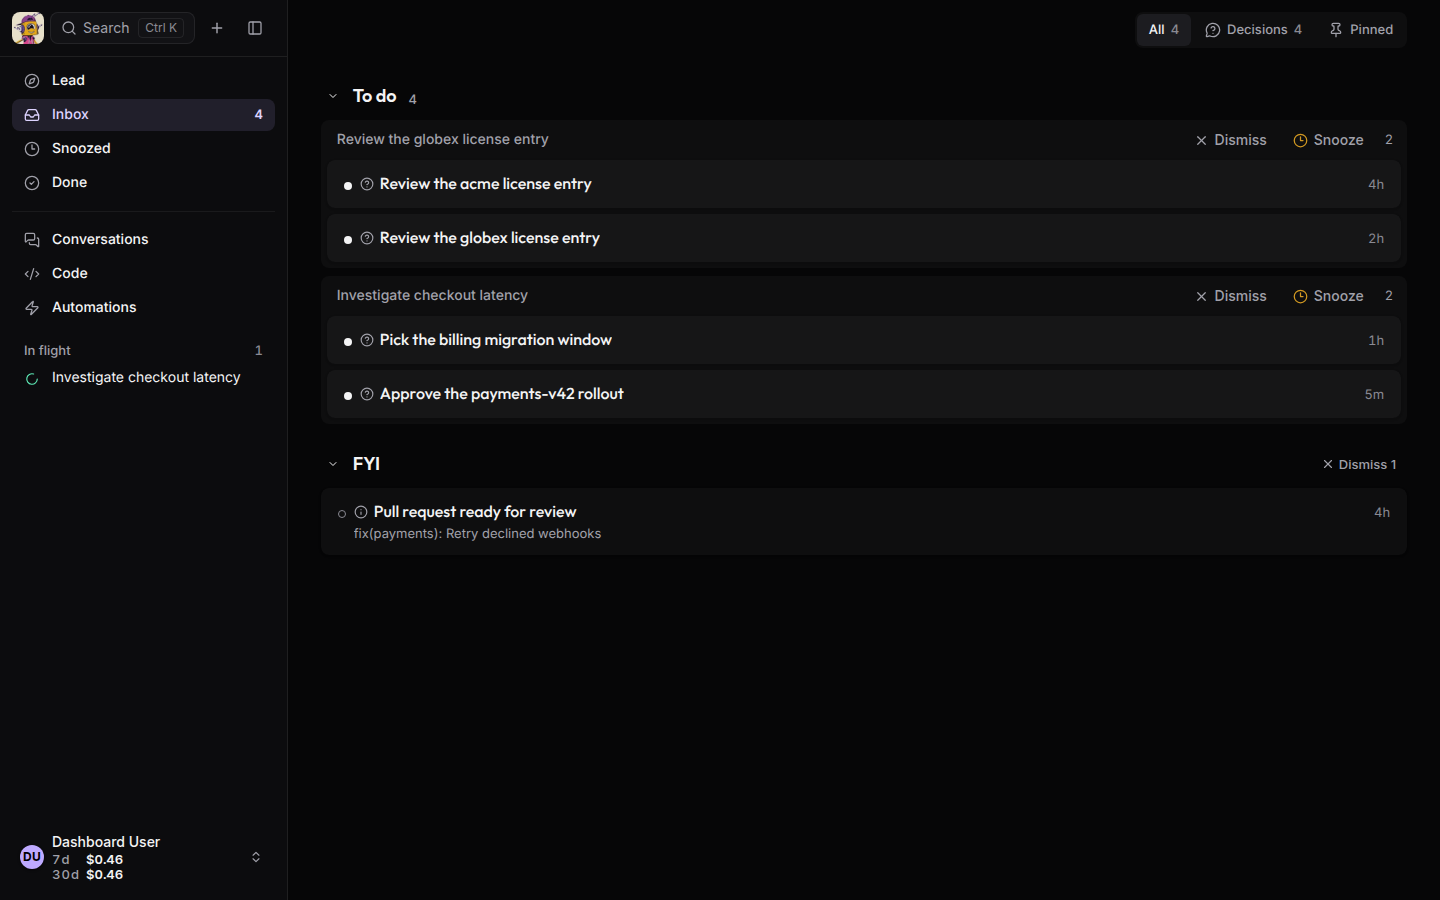 Search Ctrl K
Lead
Inbox 4
Snoozed
Done
Conversations
Code
Automations
In flight 1
Investigate checkout latency
DU
Dashboard User
7d $0.46
30d $0.46
All 4 Decisions 4 Pinned
To do 4
Review the globex license entry Dismiss Snooze 2
Review the acme license entry 4h
Review the globex license entry 2h
Investigate checkout latency Dismiss Snooze 2
Pick the billing migration window 1h
Approve the payments-v42 rollout 5m
FYI Dismiss 1
Pull request ready for review 4h
fix(payments): Retry declined webhooks